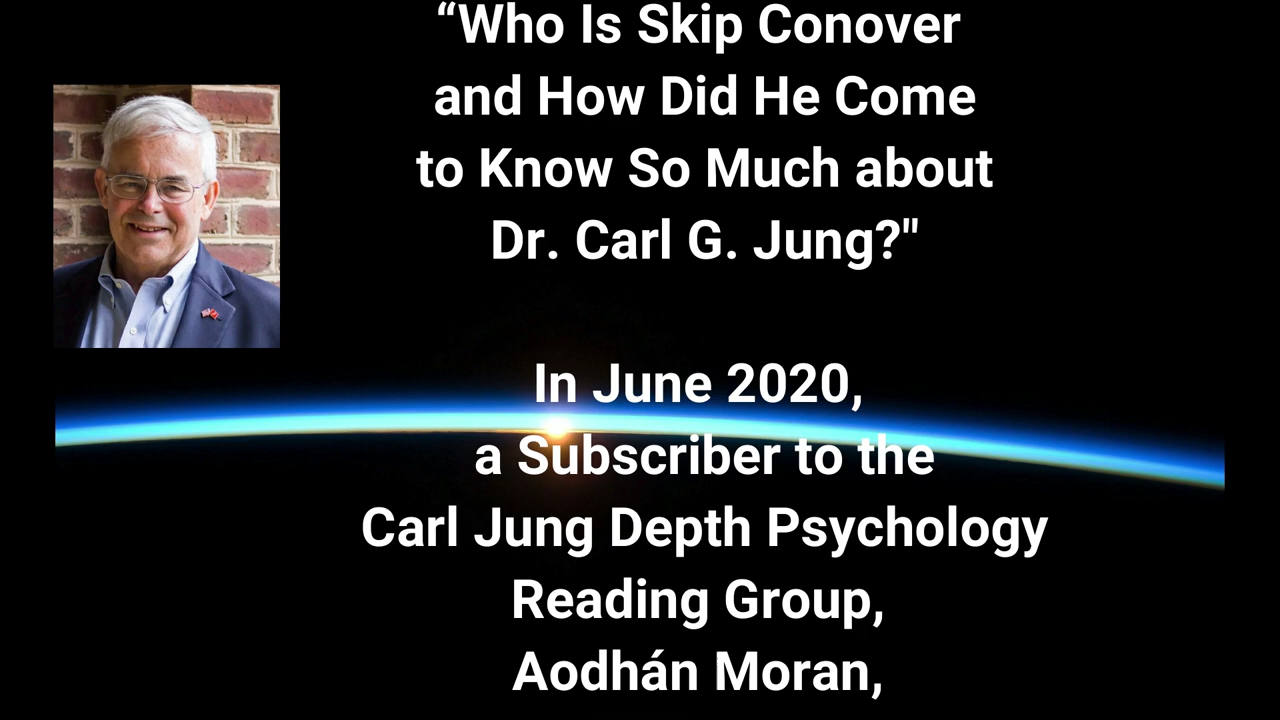 “Who Is Skip Conover
and How Did He Come
to Know So Much about
Dr. Carl G. Jung?"
In June 2020,
a Subscriber to the
Carl Jung Depth Psychology
Reading Group,
Aodhán Moran,